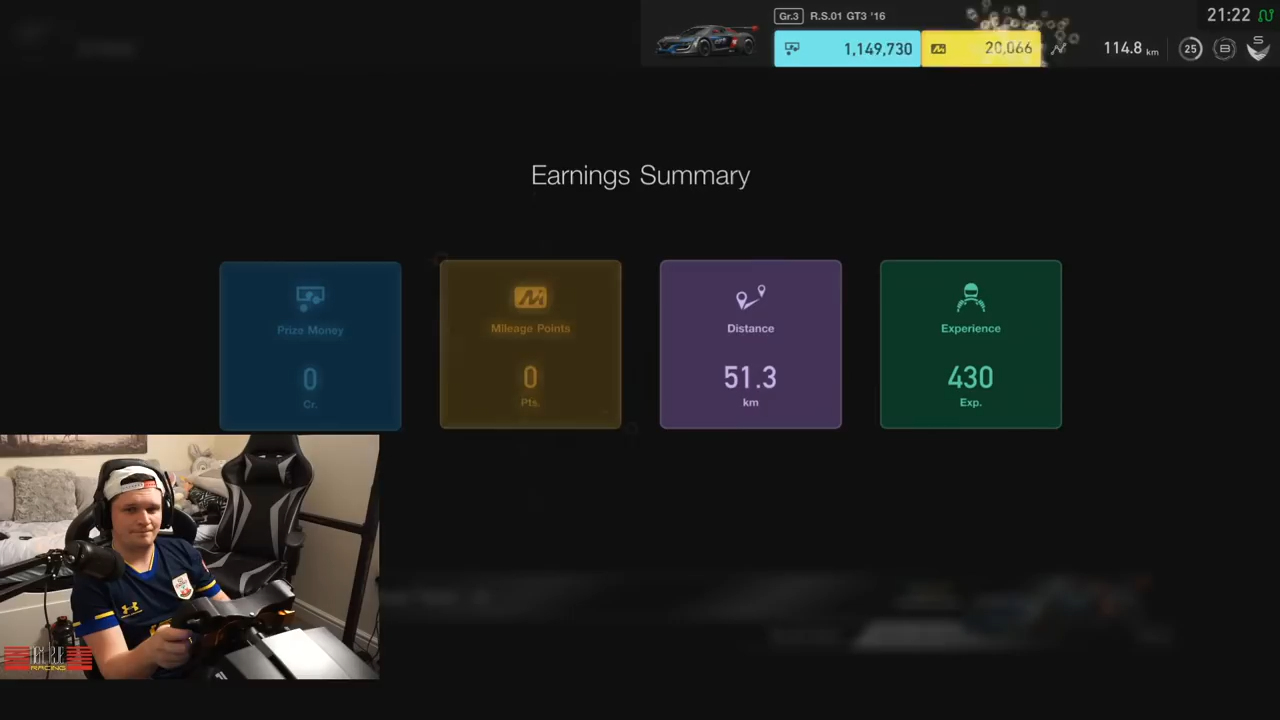 Gr.3 R.S.01 GT3 '16
21:22
1,149,730
20,066
114.8 km
25
B
S
Earnings Summary
Prize Money
0
Cr.
Mileage Points
0
Pts.
Distance
51.3
km
Experience
430
Exp.
RACING